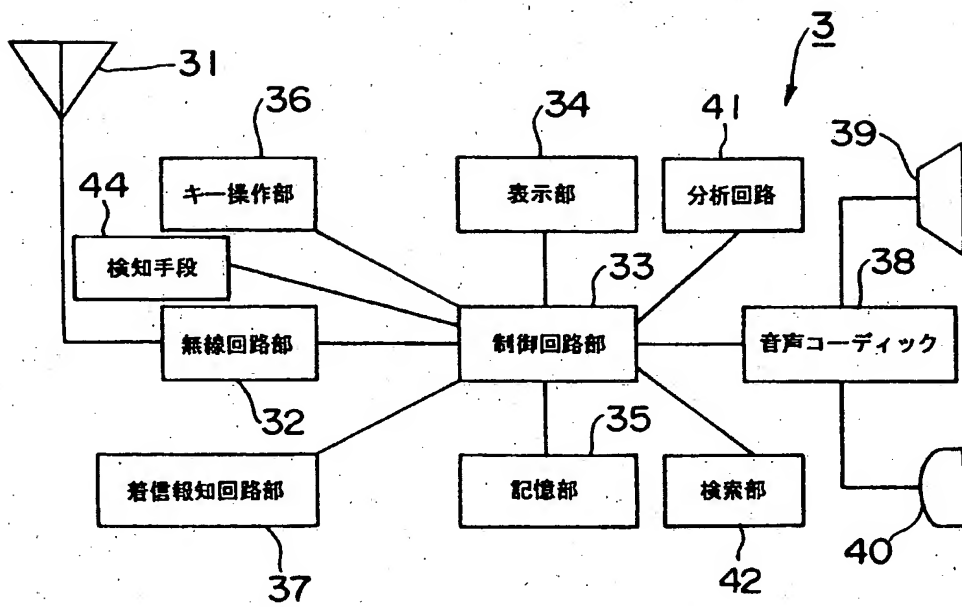 3
31
36
34
41
39
44
キー操作部
表示部
分析回路
検知手段
33
38
無線回路部
制御回路部
音声コーディック
32
35
着信報知回路部
記憶部
検索部
37
42
40